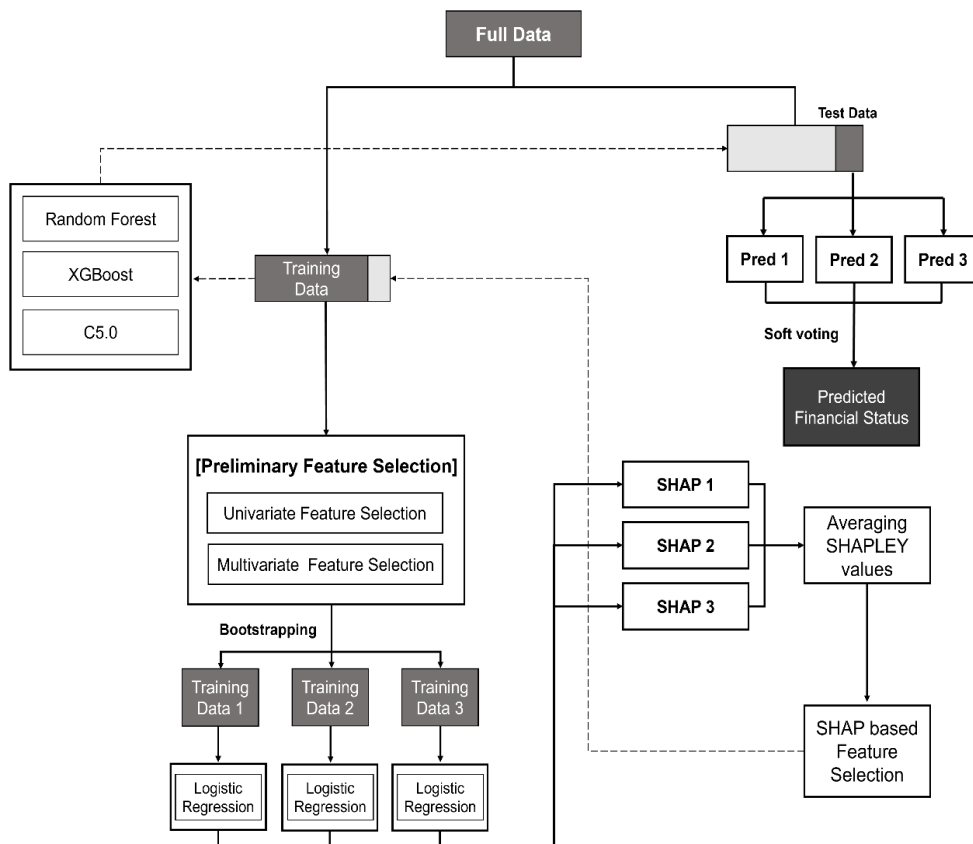 Full Data
Test Data
Random Forest
XGBoost
C5.0
Training
Data
Pred 1
Pred 2
Pred 3
Soft voting
Predicted
Financial Status
[Preliminary Feature Selection]
Univariate Feature Selection
Multivariate Feature Selection
Bootstrapping
Training
Data 1
Training
Data 2
Training
Data 3
Logistic
Regression
Logistic
Regression
Logistic
Regression
SHAP 1
SHAP 2
SHAP 3
Averaging
SHAPLEY
values
SHAP based
Feature
Selection